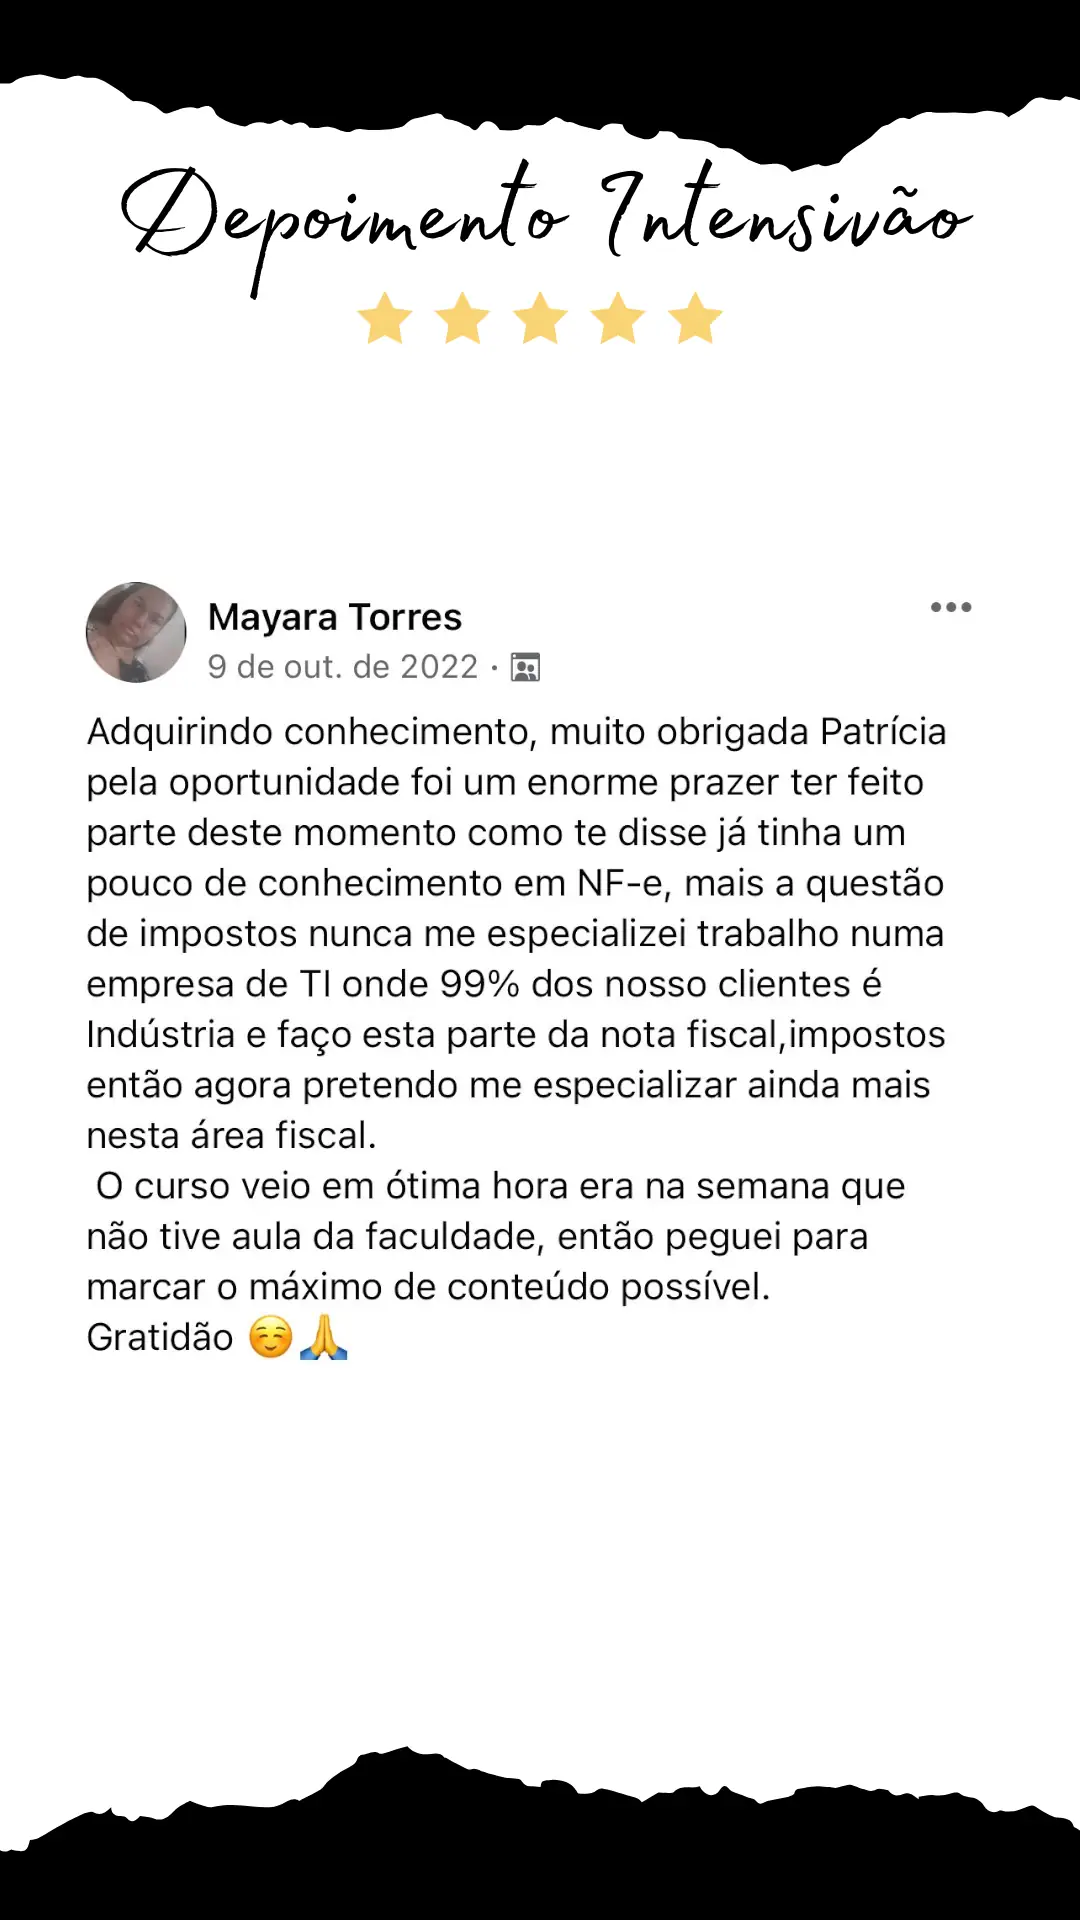 Depoimento Intensivão
Mayara Torres
9 de out. de 2022 ·
Adquirindo conhecimento, muito obrigada Patrícia
pela oportunidade foi um enorme prazer ter feito
parte deste momento como te disse já tinha um
pouco de conhecimento em NF-e, mais a questão
de impostos nunca me especializei trabalho numa
empresa de TI onde 99% dos nosso clientes é
Indústria e faço esta parte da nota fiscal,impostos
então agora pretendo me especializar ainda mais
nesta área fiscal.
O curso veio em ótima hora era na semana que
não tive aula da faculdade, então peguei para
marcar o máximo de conteúdo possível.
Gratidão ☺️🙏